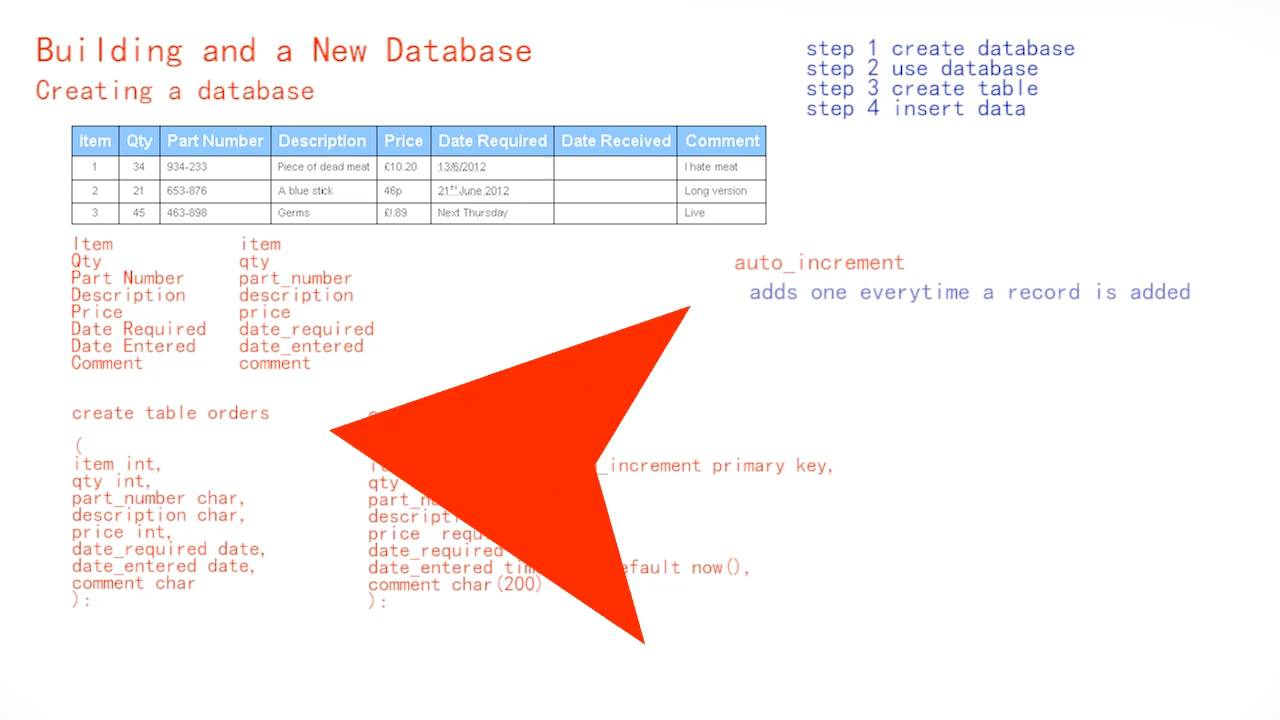 Building and a New Database
Creating a database
step 1 create database
step 2 use database
step 3 create table
step 4 insert data
Item Qty Part Number Description Price Date Required Date Received Comment
1 34 934-233 Piece of dead meat £10.20 13/6/2012 I hate meat
2 21 653-876 A blue stick 46p 21st June 2012 Long version
3 45 463-898 Germs £!.89 Next Thursday Live
Item item
Qty qty
Part Number part_number
Description description
Price price
Date Required date_required
Date Entered date_entered
Comment comment
auto_increment
adds one everytime a record is added
create table orders
(
item int,
qty int,
part_number char,
description char,
price int,
date_required date,
date_entered date,
comment char
):
_increment primary key,
qty
price
date_required
date_entered default now(),
comment char(200)
):